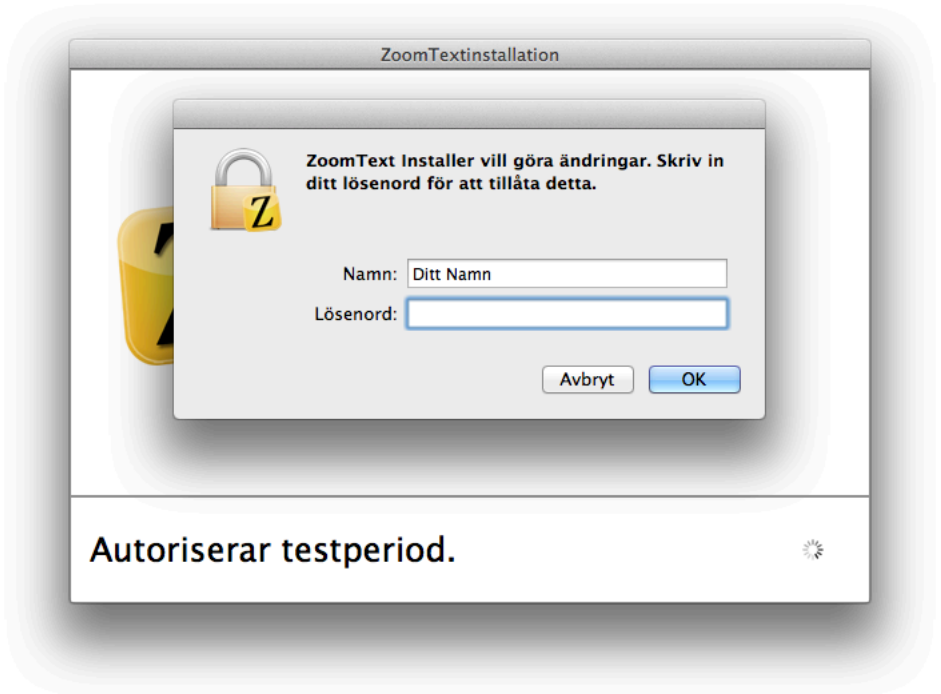 ZoomTextinstallation
ZoomText Installer vill göra ändringar. Skriv in
ditt lösenord för att tillåta detta.
Z
Namn: Ditt Namn
Lösenord:
Avbryt OK
Autoriserar testperiod.